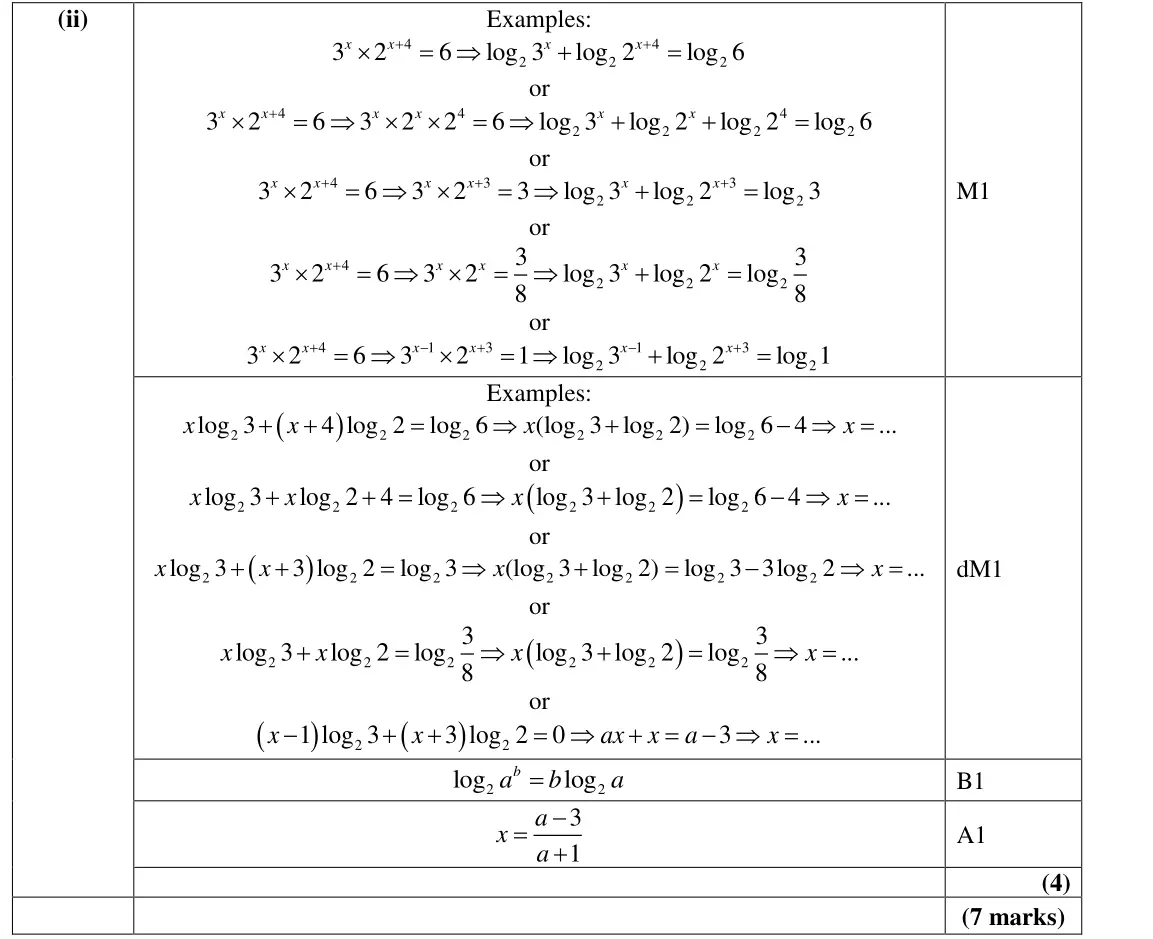 (ii)
Examples:
3^x × 2^{x+4} = 6 ⇒ log_2 3^x + log_2 2^{x+4} = log_2 6
or
3^x × 2^{x+4} = 6 ⇒ 3^x × 2^x × 2^4 = 6 ⇒ log_2 3^x + log_2 2^x + log_2 2^4 = log_2 6
or
3^x × 2^{x+4} = 6 ⇒ 3^x × 2^{x+3} = 3 ⇒ log_2 3^x + log_2 2^{x+3} = log_2 3
M1
or
3^x × 2^{x+4} = 6 ⇒ 3^x × 2^x = 3/8 ⇒ log_2 3^x + log_2 2^x = log_2 3/8
or
3^x × 2^{x+4} = 6 ⇒ 3^{x−1} × 2^{x+3} = 1 ⇒ log_2 3^{x−1} + log_2 2^{x+3} = log_2 1
Examples:
x log_2 3 + (x + 4) log_2 2 = log_2 6 ⇒ x(log_2 3 + log_2 2) = log_2 6 − 4 ⇒ x = ...
or
x log_2 3 + x log_2 2 + 4 = log_2 6 ⇒ x(log_2 3 + log_2 2) = log_2 6 − 4 ⇒ x = ...
or
x log_2 3 + (x + 3) log_2 2 = log_2 3 ⇒ x(log_2 3 + log_2 2) = log_2 3 − 3 log_2 2 ⇒ x = ...
dM1
or
x log_2 3 + x log_2 2 = log_2 3/8 ⇒ x(log_2 3 + log_2 2) = log_2 3/8 ⇒ x = ...
or
(x − 1) log_2 3 + (x + 3) log_2 2 = 0 ⇒ ax + x = a − 3 ⇒ x = ...
log_2 a^b = b log_2 a
B1
x = (a − 3)/(a + 1)
A1
(4)
(7 marks)